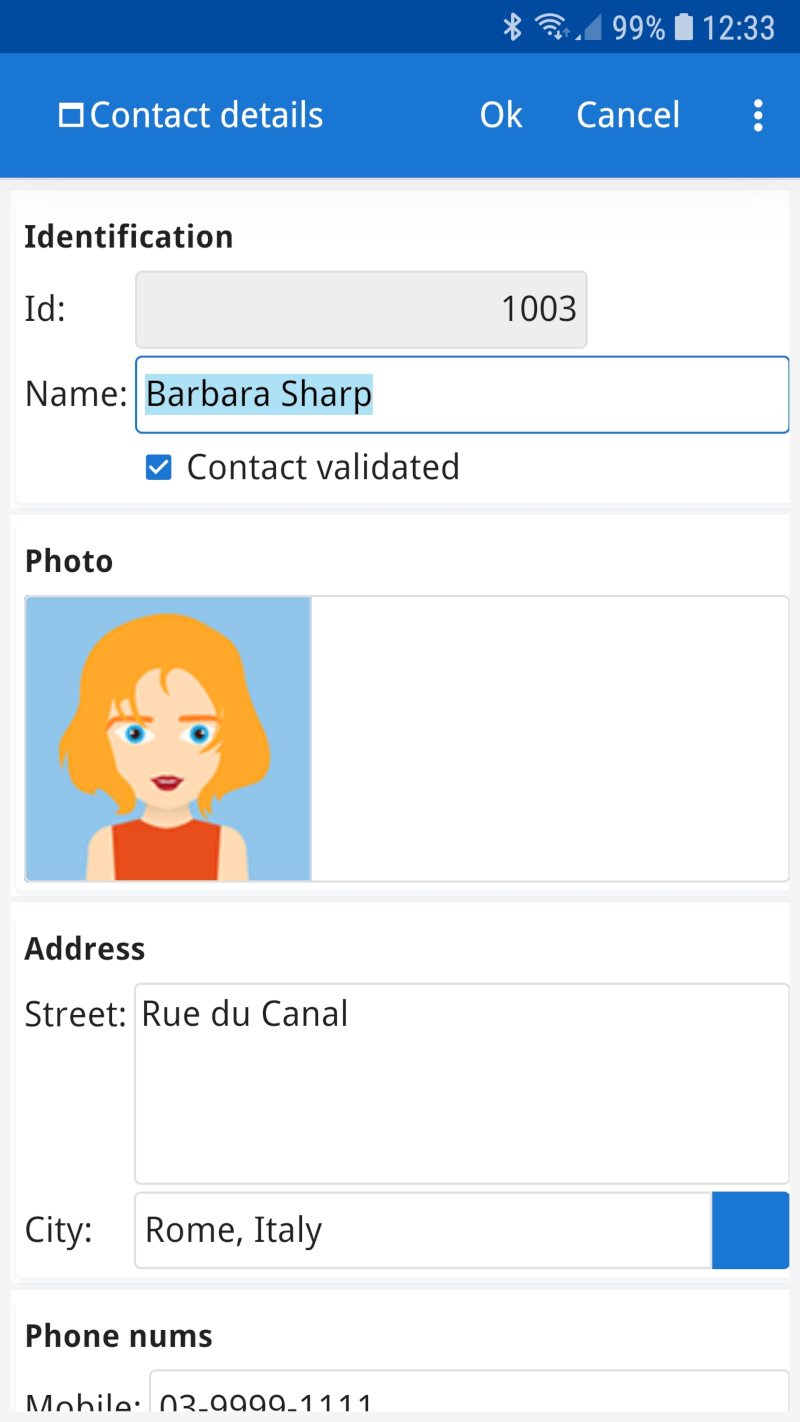 99% 12:33
Contact details Ok Cancel
Identification
Id: 1003
Name: Barbara Sharp
Contact validated
Photo
Address
Street: Rue du Canal
City: Rome, Italy
Phone nums
Mobile: 03-9999-1111